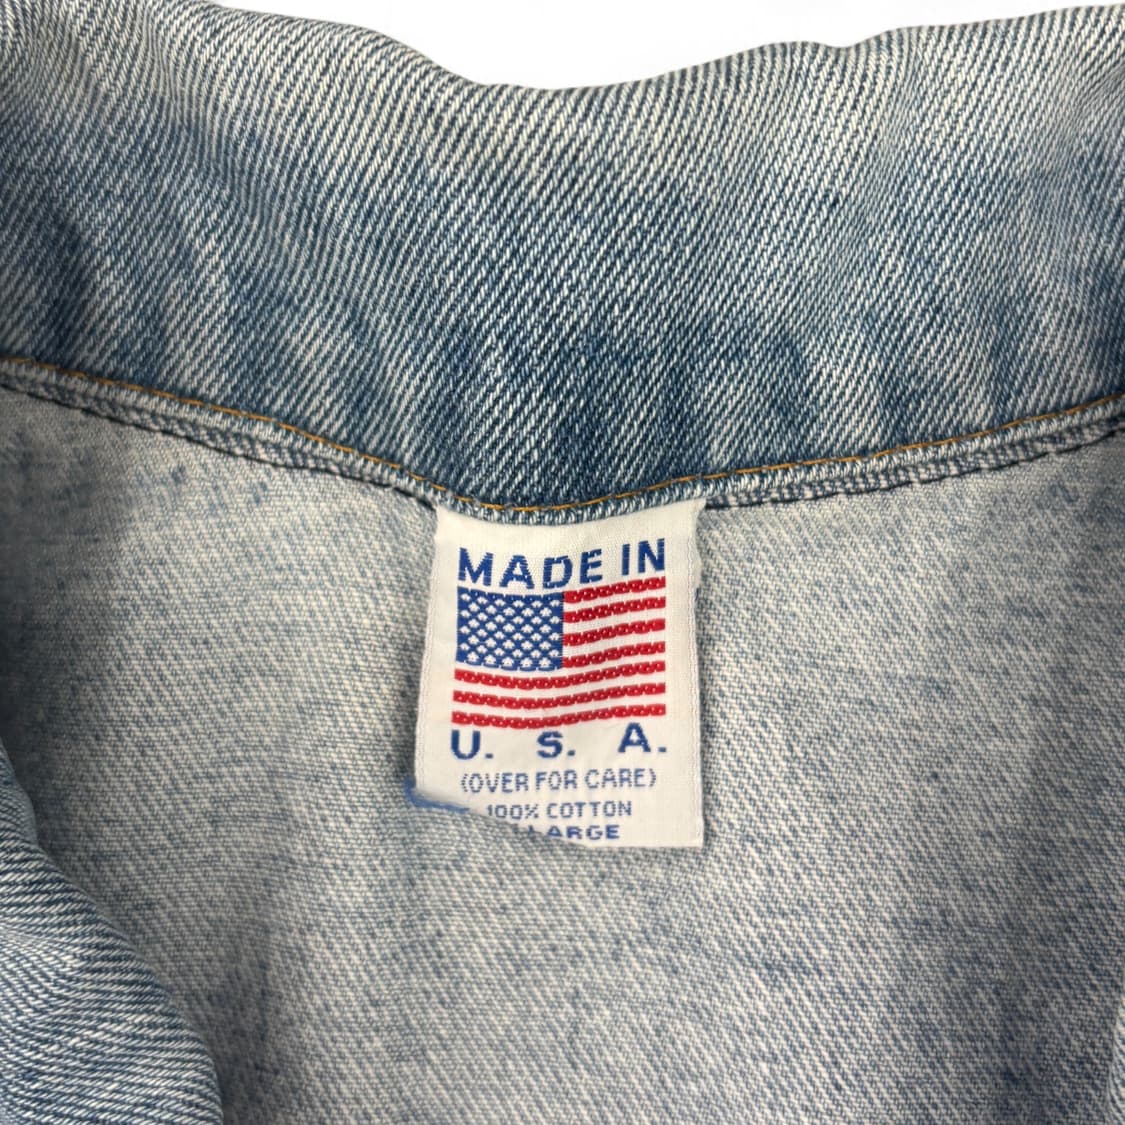 MADE IN
U. S. A.
(OVER FOR CARE)
100% COTTON
LARGE